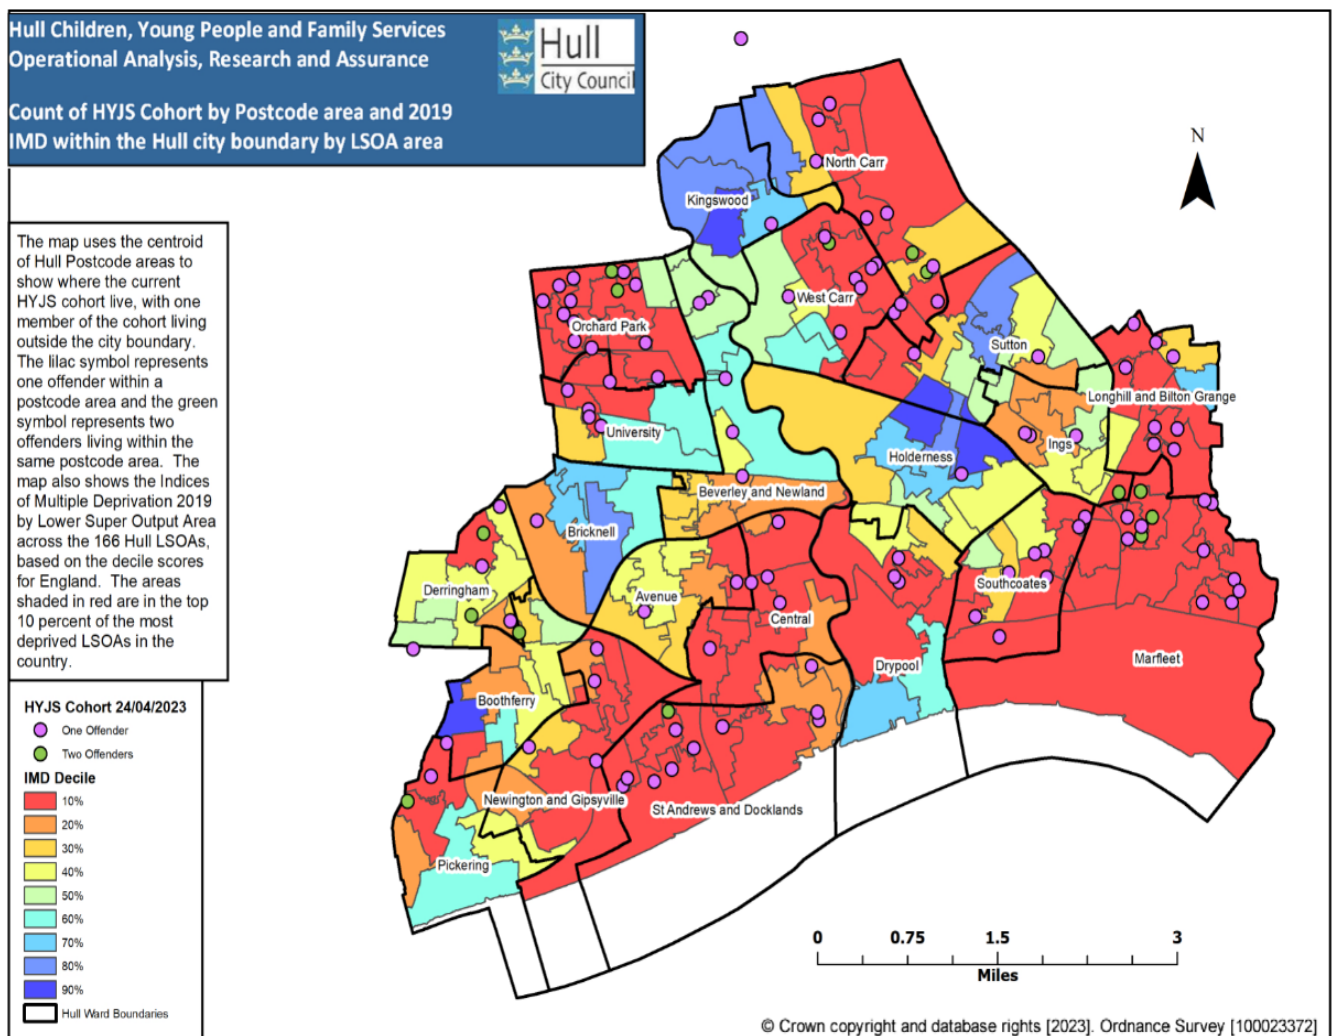 Hull Children, Young People and Family Services
Operational Analysis, Research and Assurance
Count of HYJS Cohort by Postcode area and 2019
IMD within the Hull city boundary by LSOA area
Hull
City Council
The map uses the centroid
of Hull Postcode areas to
show where the current
HYJS cohort live, with one
member of the cohort living
outside the city boundary.
The lilac symbol represents
one offender within a
postcode area and the green
symbol represents two
offenders living within the
same postcode area.  The
map also shows the Indices
of Multiple Deprivation 2019
by Lower Super Output Area
across the 166 Hull LSOAs,
based on the decile scores
for England.  The areas
shaded in red are in the top
10 percent of the most
deprived LSOAs in the
country.
HYJS Cohort 24/04/2023
One Offender
Two Offenders
IMD Decile
10%
20%
30%
40%
50%
60%
70%
80%
90%
Hull Ward Boundaries
N
North Carr
Kingswood
West Carr
Orchard Park
Sutton
Longhill and Bilton Grange
University
Ings
Holderness
Beverley and Newland
Bricknell
Derringham
Avenue
Southcoates
Central
Marfleet
Drypool
Boothferry
Newington and Gipsyville
St Andrews and Docklands
Pickering
0 0.75 1.5 3
Miles
© Crown copyright and database rights [2023]. Ordnance Survey [100023372]